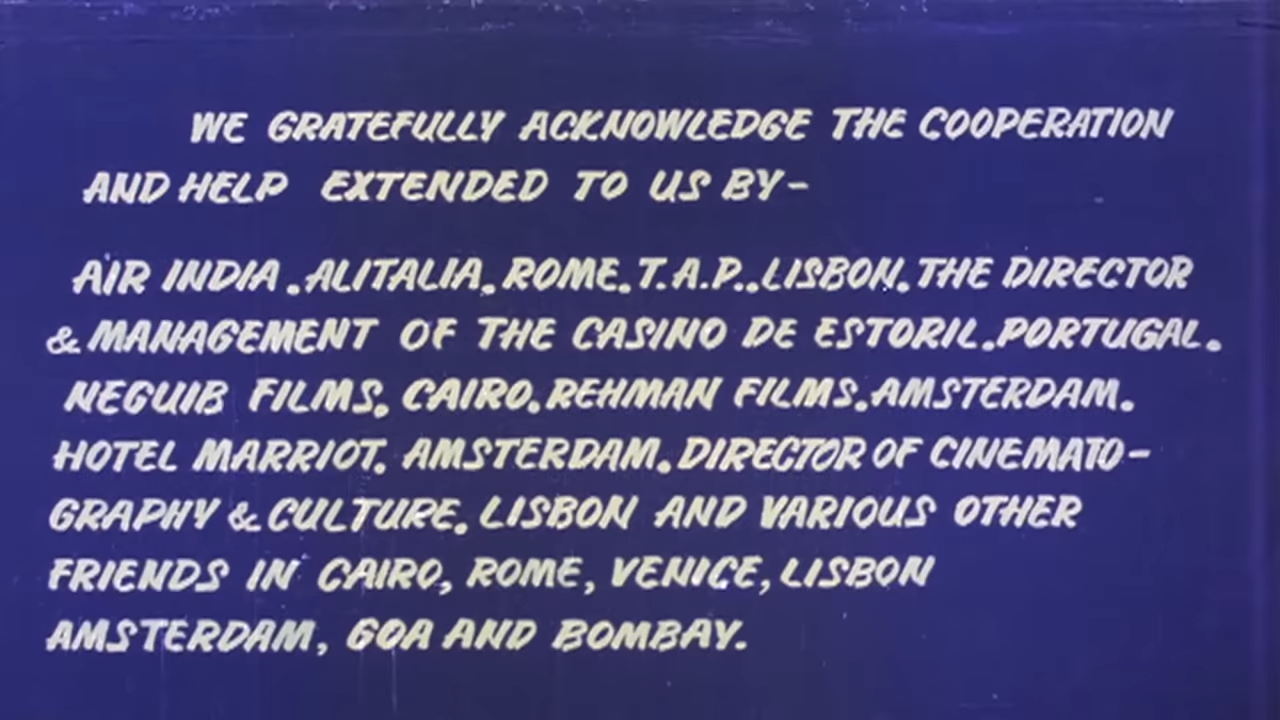 WE GRATEFULLY ACKNOWLEDGE THE COOPERATION
AND HELP EXTENDED TO US BY-
AIR INDIA.ALITALIA.ROME.T.A.P..LISBON.THE DIRECTOR
& MANAGEMENT OF THE CASINO DE ESTORIL.PORTUGAL.
NEGUIB FILMS. CAIRO.REHMAN FILMS.AMSTERDAM.
HOTEL MARRIOT. AMSTERDAM.DIRECTOR OF CINEMATO-
GRAPHY & CULTURE. LISBON AND VARIOUS OTHER
FRIENDS IN CAIRO, ROME, VENICE, LISBON
AMSTERDAM, GOA AND BOMBAY.